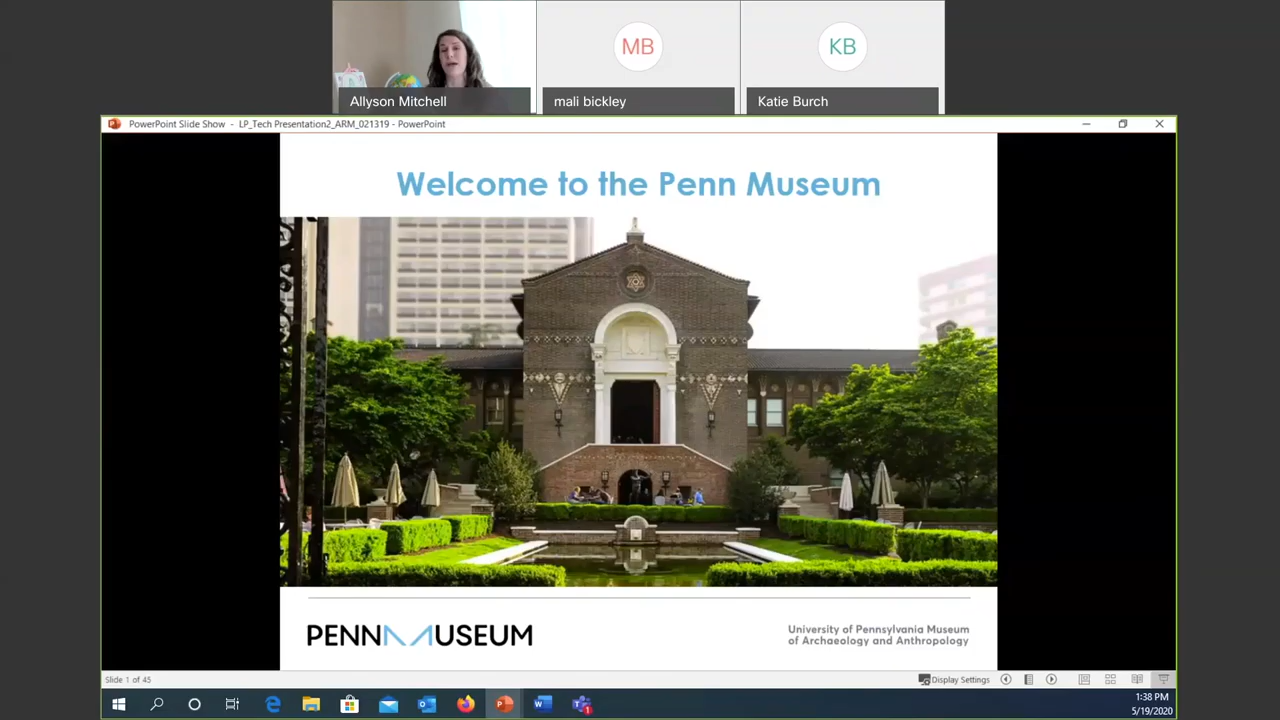 MB
KB
Allyson Mitchell
mali bickley
Katie Burch
PowerPoint Slide Show - LP_Tech Presentation2_ARM_021319 - PowerPoint
Welcome to the Penn Museum
PENN MUSEUM
University of Pennsylvania Museum
of Archaeology and Anthropology
Slide 1 of 45
Display Settings
1:38 PM
5/19/2020